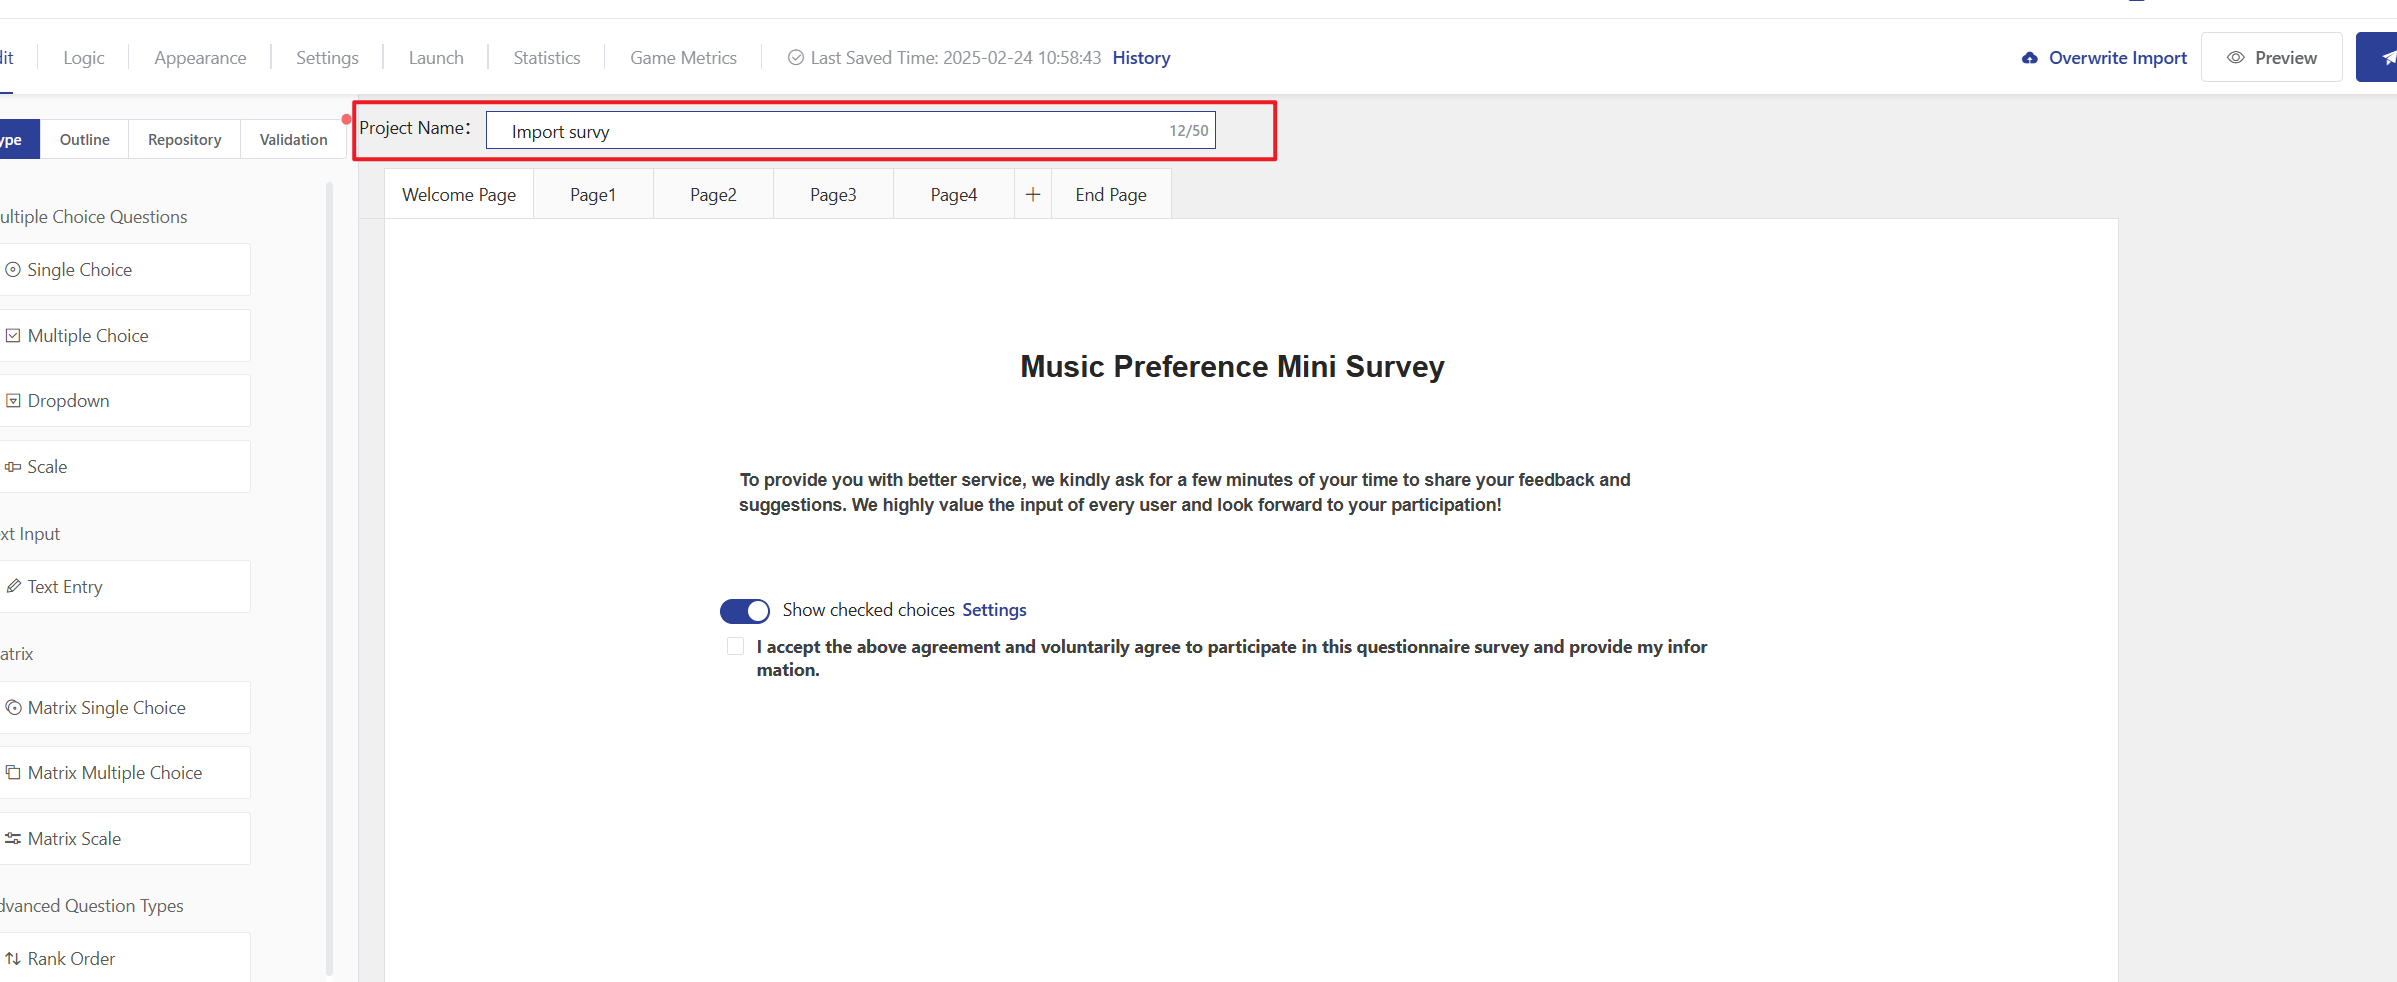 dit
Logic
Appearance
Settings
Launch
Statistics
Game Metrics
Last Saved Time: 2025-02-24 10:58:43 History
Overwrite Import
Preview
ype
Outline
Repository
Validation
Project Name：
Import survy
12/50
Welcome Page
Page1
Page2
Page3
Page4
+
End Page
ultiple Choice Questions
Single Choice
Multiple Choice
Dropdown
Scale
xt Input
Text Entry
atrix
Matrix Single Choice
Matrix Multiple Choice
Matrix Scale
dvanced Question Types
Rank Order
Music Preference Mini Survey
To provide you with better service, we kindly ask for a few minutes of your time to share your feedback and
suggestions. We highly value the input of every user and look forward to your participation!
Show checked choices Settings
I accept the above agreement and voluntarily agree to participate in this questionnaire survey and provide my infor
mation.